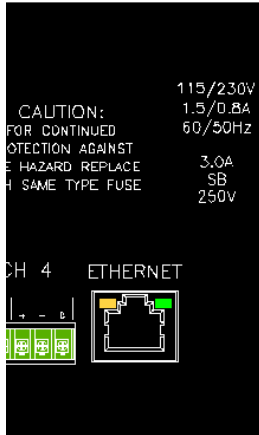 115/230V
CAUTION:
1.5/0.8A
FOR CONTINUED
60/50Hz
OTECTION AGAINST
E HAZARD REPLACE
3.0A
H SAME TYPE FUSE
SB
250V
CH 4
ETHERNET
+ -